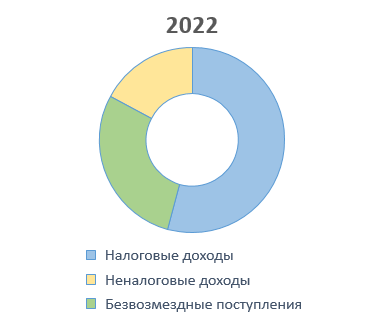 2022
Налоговые доходы
Неналоговые доходы
Безвозмездные поступления